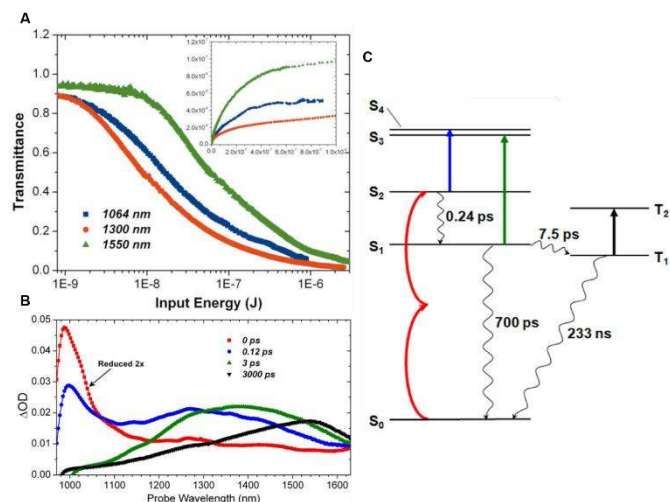 A
1.2
1.0
0.8
0.6
0.4
0.2
0.0
Transmittance
1064 nm
1300 nm
1550 nm
1E-9
1E-8
1E-7
1E-6
Input Energy (J)
0.0
B
0.05
0.04
0.03
0.02
0.01
0.00
ΔOD
Reduced 2x
0 ps
0.12 ps
3 ps
3000 ps
1000
1100
1200
1300
1400
1500
1600
Probe Wavelength (nm)
C
S4
S3
S2
S1
S0
T2
T1
0.24 ps
7.5 ps
700 ps
233 ns